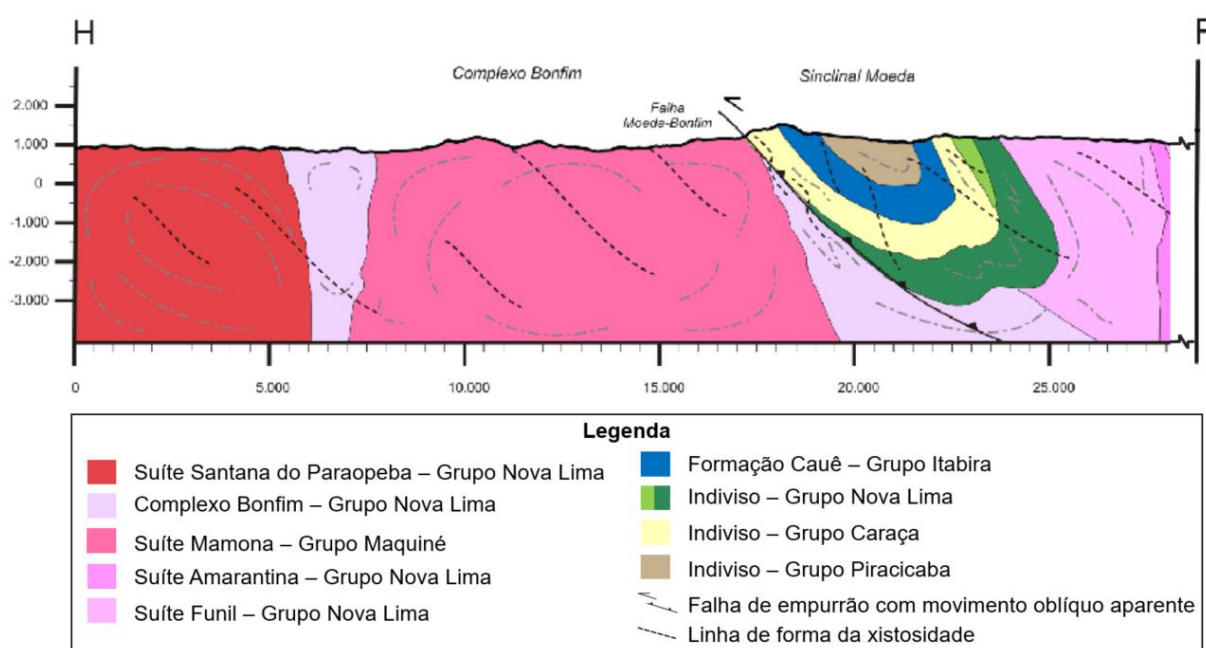 H
F
Complexo Bonfim
Sinclinal Moeda
Falha
Moeda-Bonfim
2.000
1.000
0
-1.000
-2.000
-3.000
0
5.000
10.000
15.000
20.000
25.000
Legenda
Suíte Santana do Paraopeba – Grupo Nova Lima
Complexo Bonfim – Grupo Nova Lima
Suíte Mamona – Grupo Maquiné
Suíte Amarantina – Grupo Nova Lima
Suíte Funil – Grupo Nova Lima
Formação Cauê – Grupo Itabira
Indiviso – Grupo Nova Lima
Indiviso – Grupo Caraça
Indiviso – Grupo Piracicaba
Falha de empurrão com movimento oblíquo aparente
Linha de forma da xistosidade